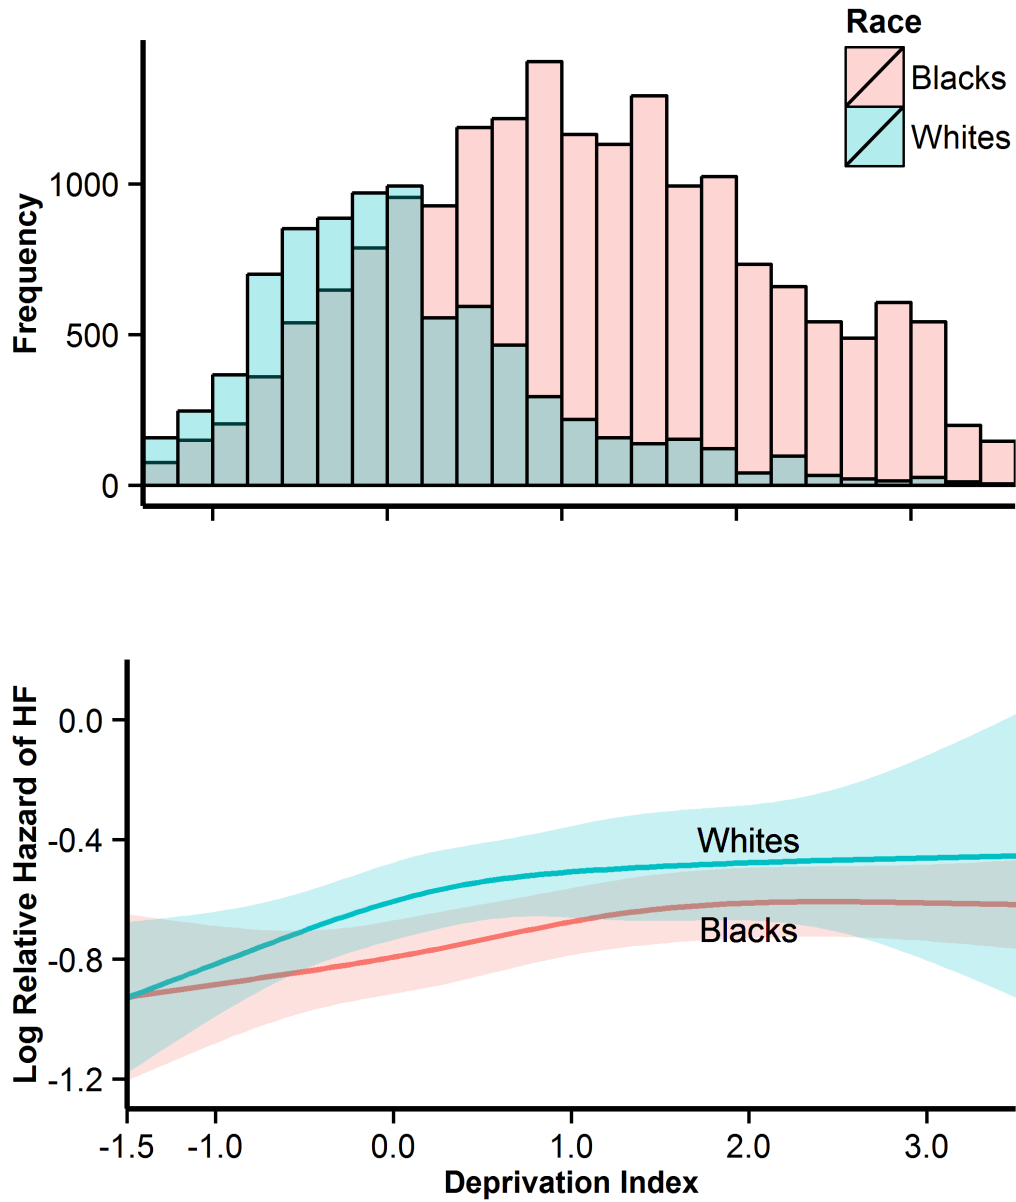 Race
Blacks
Whites
Frequency
1000
500
0
Log Relative Hazard of HF
0.0
-0.4
-0.8
-1.2
Whites
Blacks
-1.5 -1.0 0.0 1.0 2.0 3.0
Deprivation Index